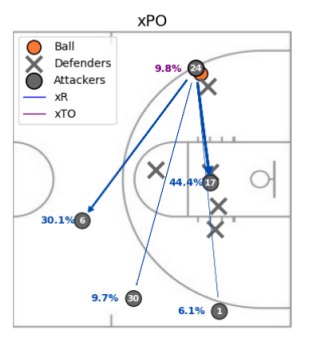 xPO
Ball
Defenders
Attackers
xR
xTO
9.8%
24
44.4%
17
30.1%
6
9.7%
30
6.1%
1